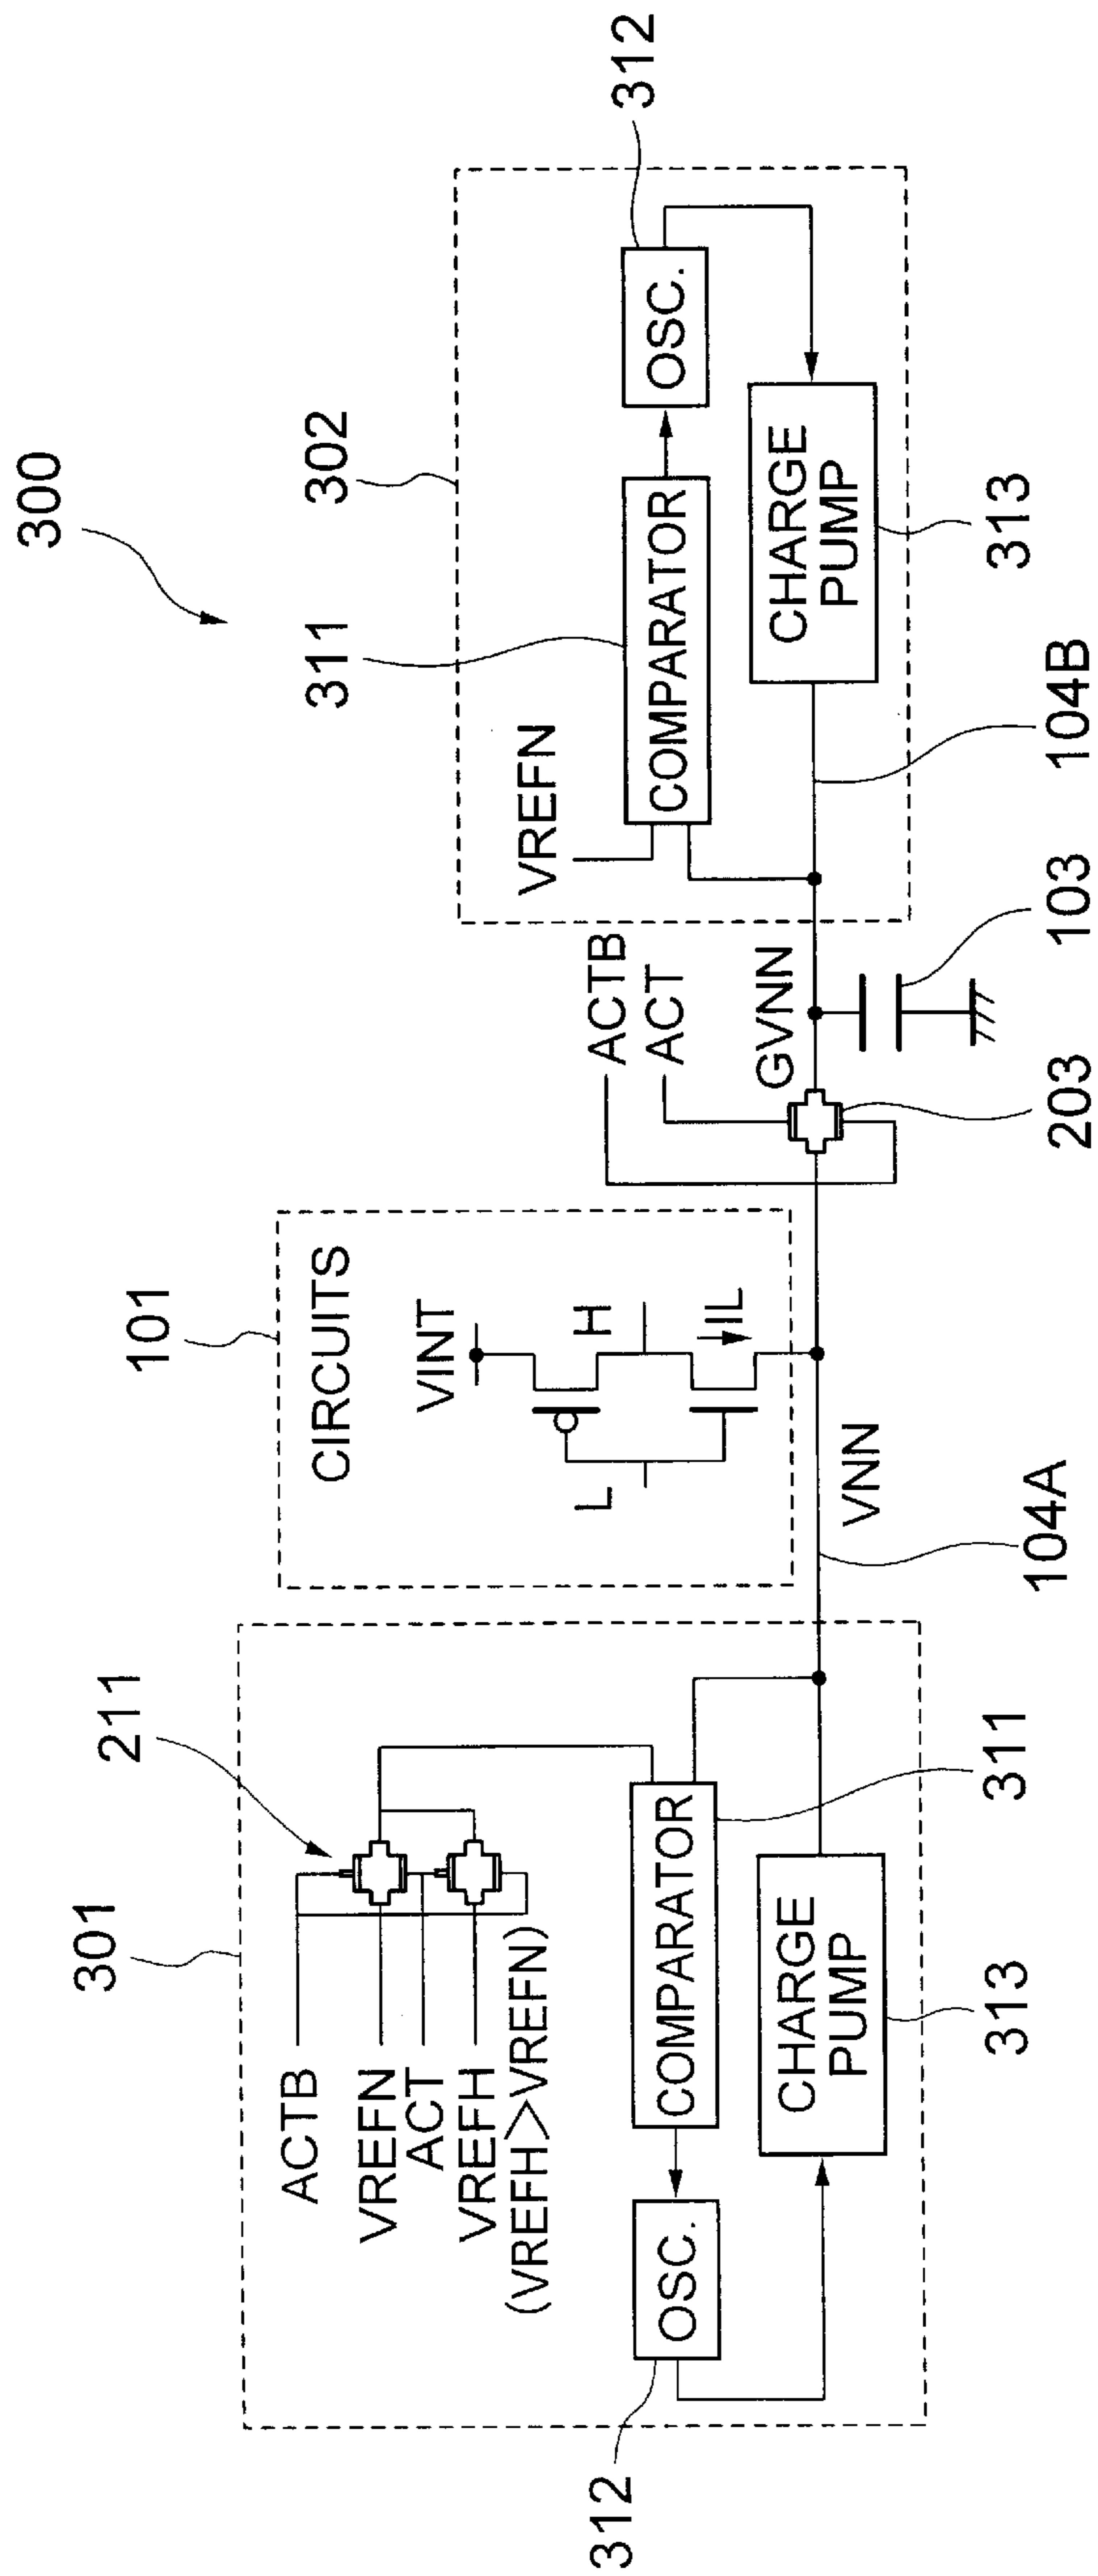 300
301
211
ACTB
VREFN
ACT
VREFH
(VREFH>VREFN)
COMPARATOR
311
OSC.
312
CHARGE
PUMP
313
101
CIRCUITS
VINT
L
H
IL
VNN
104A
ACTB
ACT
GVNN
203
103
302
311
VREFN
COMPARATOR
OSC.
312
CHARGE
PUMP
313
104B